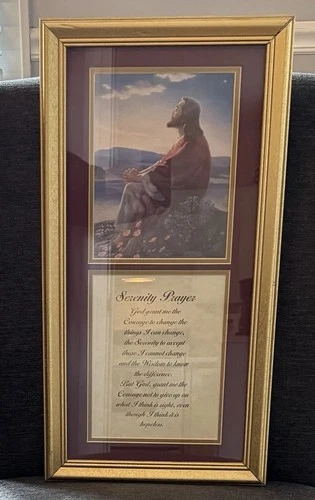 Serenity Prayer
God grant me the
Courage to change the
things I can change,
the Serenity to accept
those I cannot change
and the Wisdom to know
the difference.
But God, grant me the
Courage not to give up on
what I think is right, even
though I think it is
hopeless.